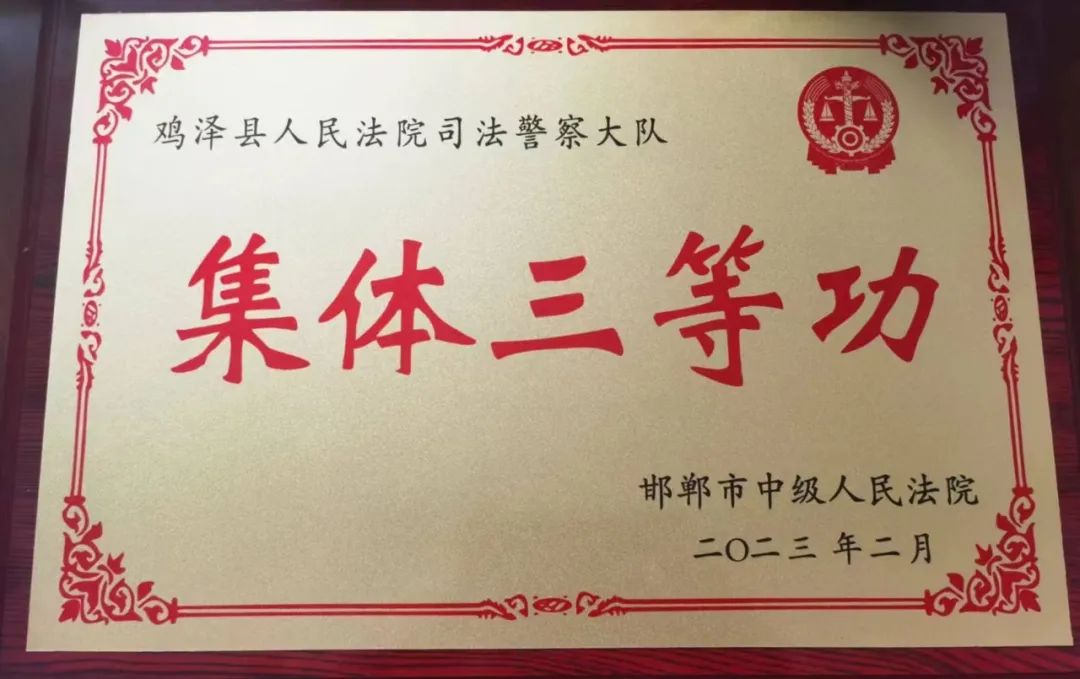 鸡泽县人民法院司法警察大队
集体三等功
邯郸市中级人民法院
二〇二三年二月